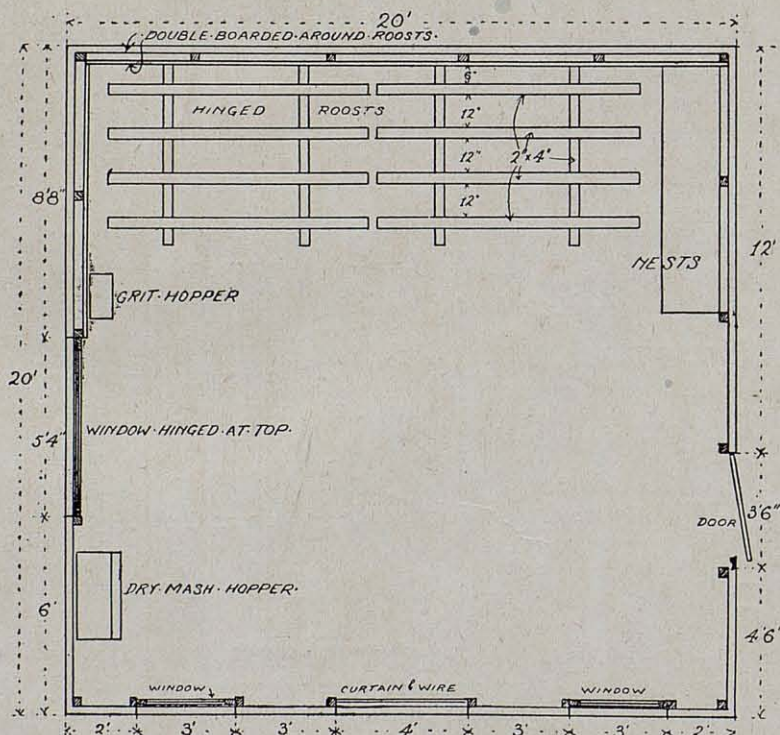 20'
DOUBLE·BOARDED·AROUND·ROOSTS·
HINGED ROOSTS
12"
12"
2"x4"
12"
8'8"
NESTS
12'
GRIT·HOPPER
20'
WINDOW·HINGED·AT·TOP·
5'4"
DOOR
3'6"
DRY·MASH·HOPPER·
6'
4'6"
WINDOW
CURTAIN & WIRE
WINDOW
2' 3' 3' 4' 3' 3' 2'